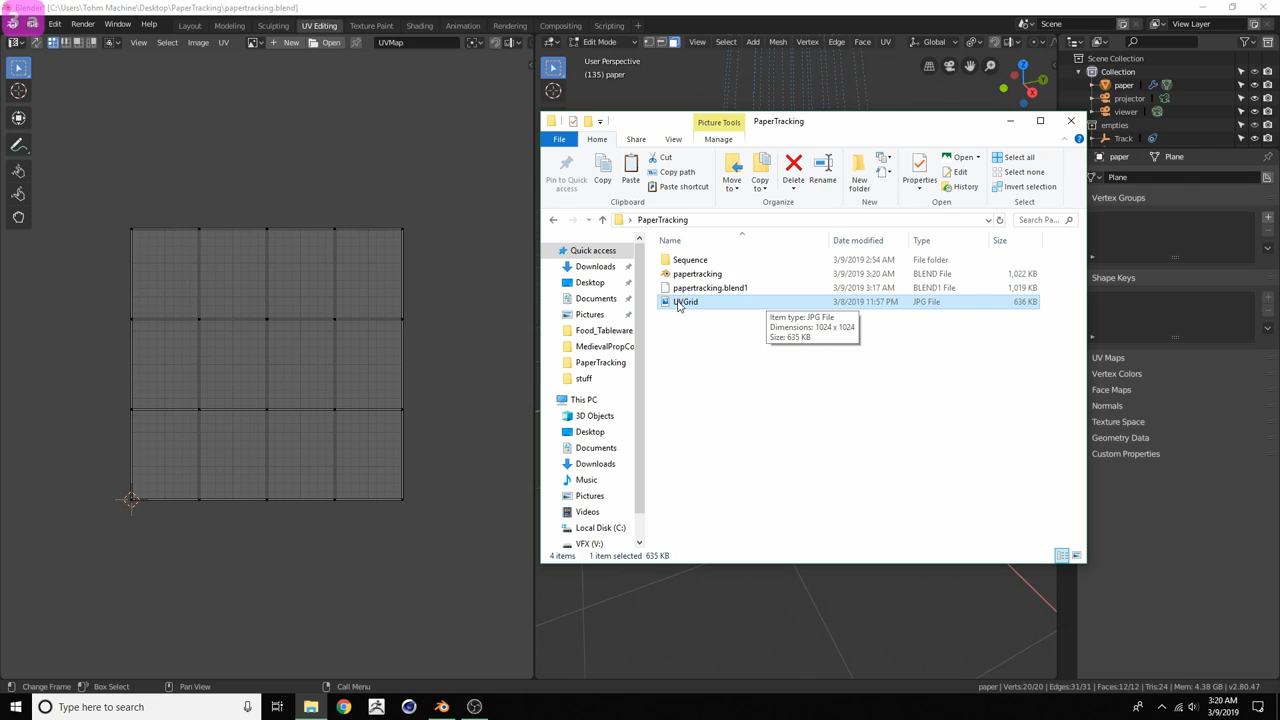 Blender [C:\Users\Tohm Machine\Desktop\PaperTracking\papertracking.blend]
File Edit Render Window Help Layout Modeling Sculpting UV Editing Texture Paint Shading Animation Rendering Compositing Scripting Scene View Layer
View Select Image UV New Open UVMap Edit Mode View Select Add Mesh Vertex Edge Face UV Global
User Perspective
(135) paper
Scene Collection
Collection
paper
projector
viewer
empties
Track
paper Plane
Plane
Vertex Groups
Shape Keys
UV Maps
Vertex Colors
Face Maps
Normals
Texture Space
Geometry Data
Custom Properties
Picture Tools PaperTracking
File Home Share View Manage
Pin to Quick access
Copy
Paste
Cut
Copy path
Paste shortcut
Clipboard
Move to
Copy to
Delete
Rename
Organize
New folder
New
Properties
Open
Edit
History
Open
Select all
Select none
Invert selection
Select
PaperTracking Search Pa...
Name Date modified Type Size
Sequence 3/9/2019 2:54 AM File folder
papertracking 3/9/2019 3:20 AM BLEND File 1,022 KB
papertracking.blend1 3/9/2019 3:17 AM BLEND1 File 1,019 KB
UVGrid 3/8/2019 11:57 PM JPG File 636 KB
Item type: JPG File
Dimensions: 1024 x 1024
Size: 635 KB
Quick access
Downloads
Desktop
Documents
Pictures
Food_Tableware
MedievalPropCo
PaperTracking
stuff
This PC
3D Objects
Desktop
Documents
Downloads
Music
Pictures
Videos
Local Disk (C:)
VFX (V:)
4 items 1 item selected 635 KB
Change Frame Box Select Pan View Call Menu paper | Verts:20/20 | Edges:31/31 | Faces:12/12 | Tris:24 | Mem: 4.38 GB | v2.80.47
Type here to search
3:20 AM
3/9/2019